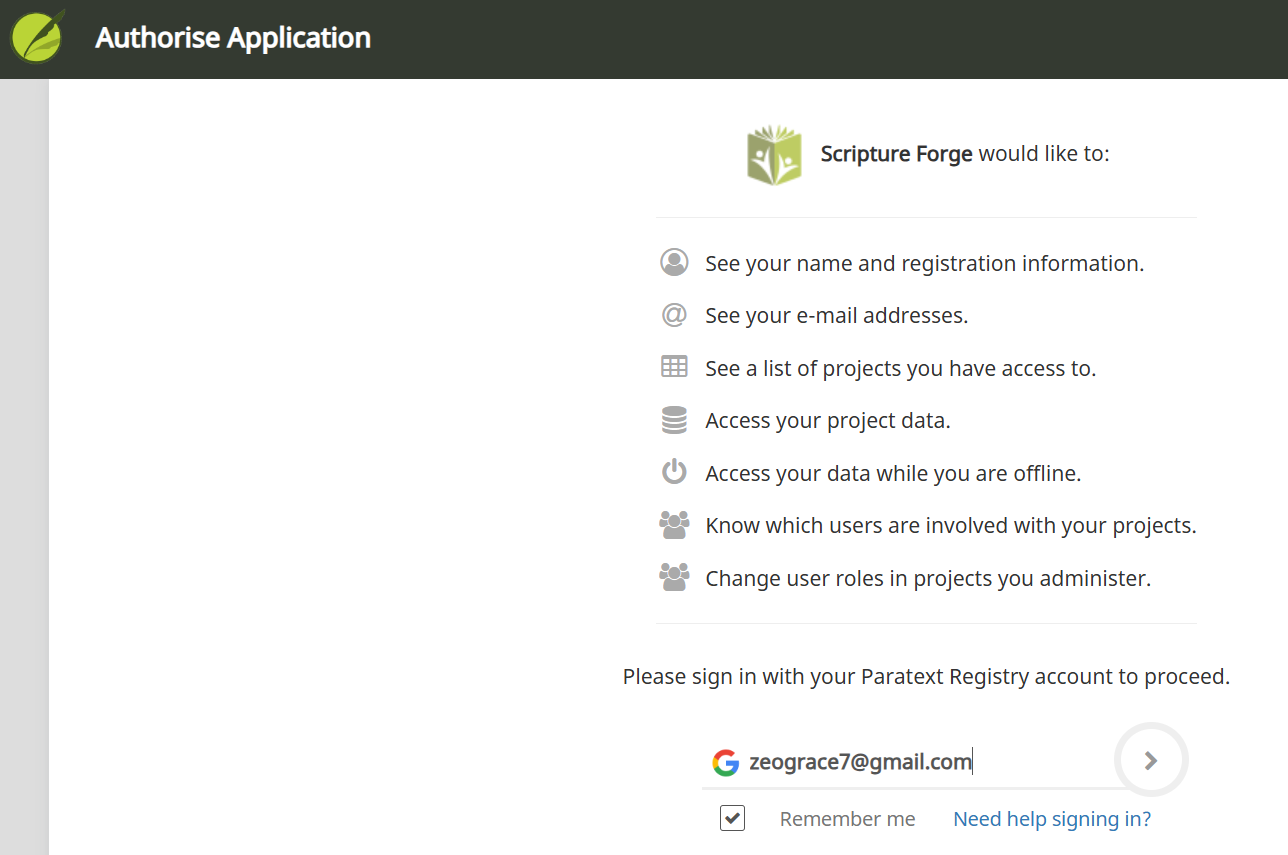 Authorise Application
Scripture Forge would like to:
See your name and registration information.
@ See your e-mail addresses.
See a list of projects you have access to.
Access your project data.
Access your data while you are offline.
Know which users are involved with your projects.
Change user roles in projects you administer.
Please sign in with your Paratext Registry account to proceed.
zeograce7@gmail.com
Remember me Need help signing in?